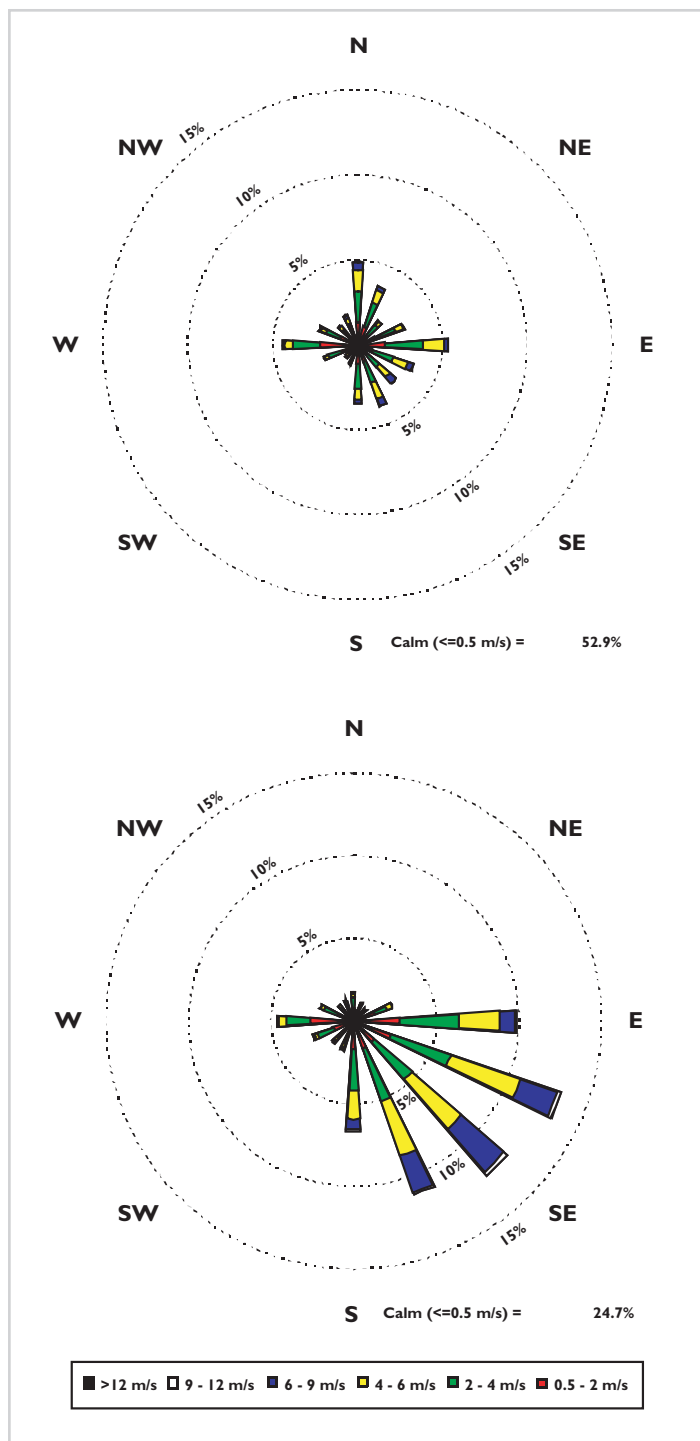 N
15%
NW
NE
10%
5%
W
E
5%
10%
SW
SE
15%
S Calm (<=0.5 m/s) = 52.9%
N
15%
NW
NE
10%
5%
W
E
5%
10%
SW
SE
15%
S Calm (<=0.5 m/s) = 24.7%
>12 m/s 9 - 12 m/s 6 - 9 m/s 4 - 6 m/s 2 - 4 m/s 0.5 - 2 m/s